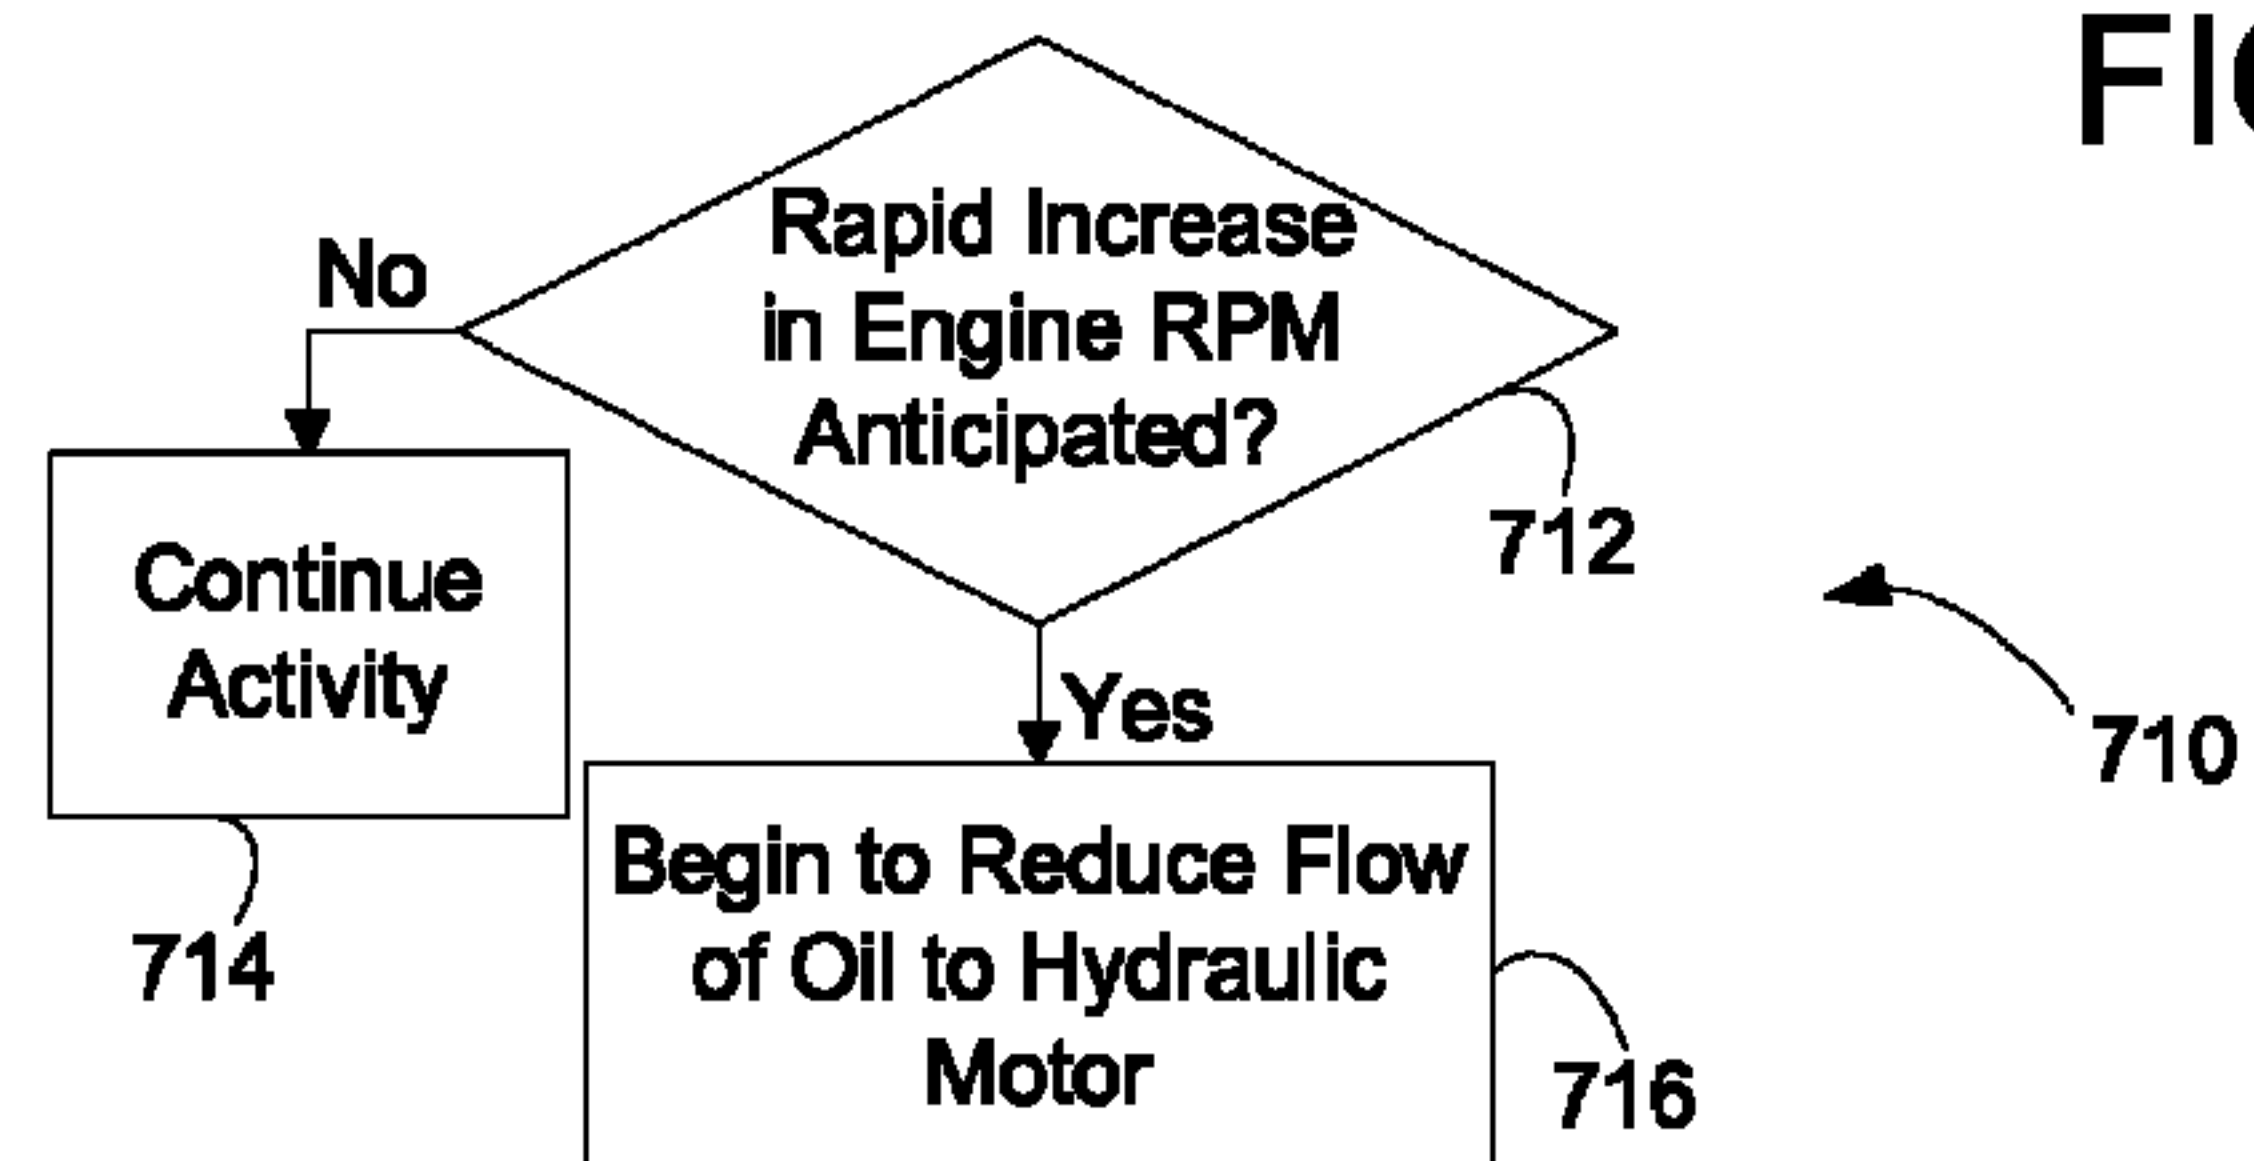 Rapid Increase
in Engine RPM
Anticipated?
No
712
Continue
Activity
Yes
710
714
Begin to Reduce Flow
of Oil to Hydraulic
Motor
716